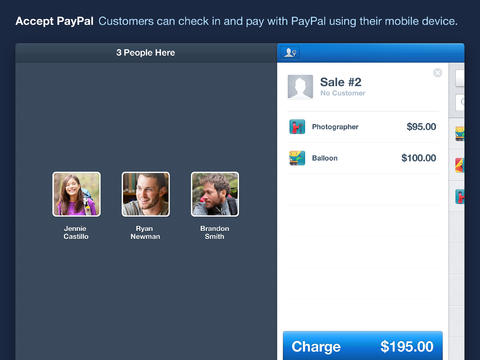 Accept PayPal Customers can check in and pay with PayPal using their mobile device.
3 People Here
Jennie
Castillo
Ryan
Newman
Brandon
Smith
Sale #2
No Customer
Photographer $95.00
Balloon $100.00
Charge $195.00